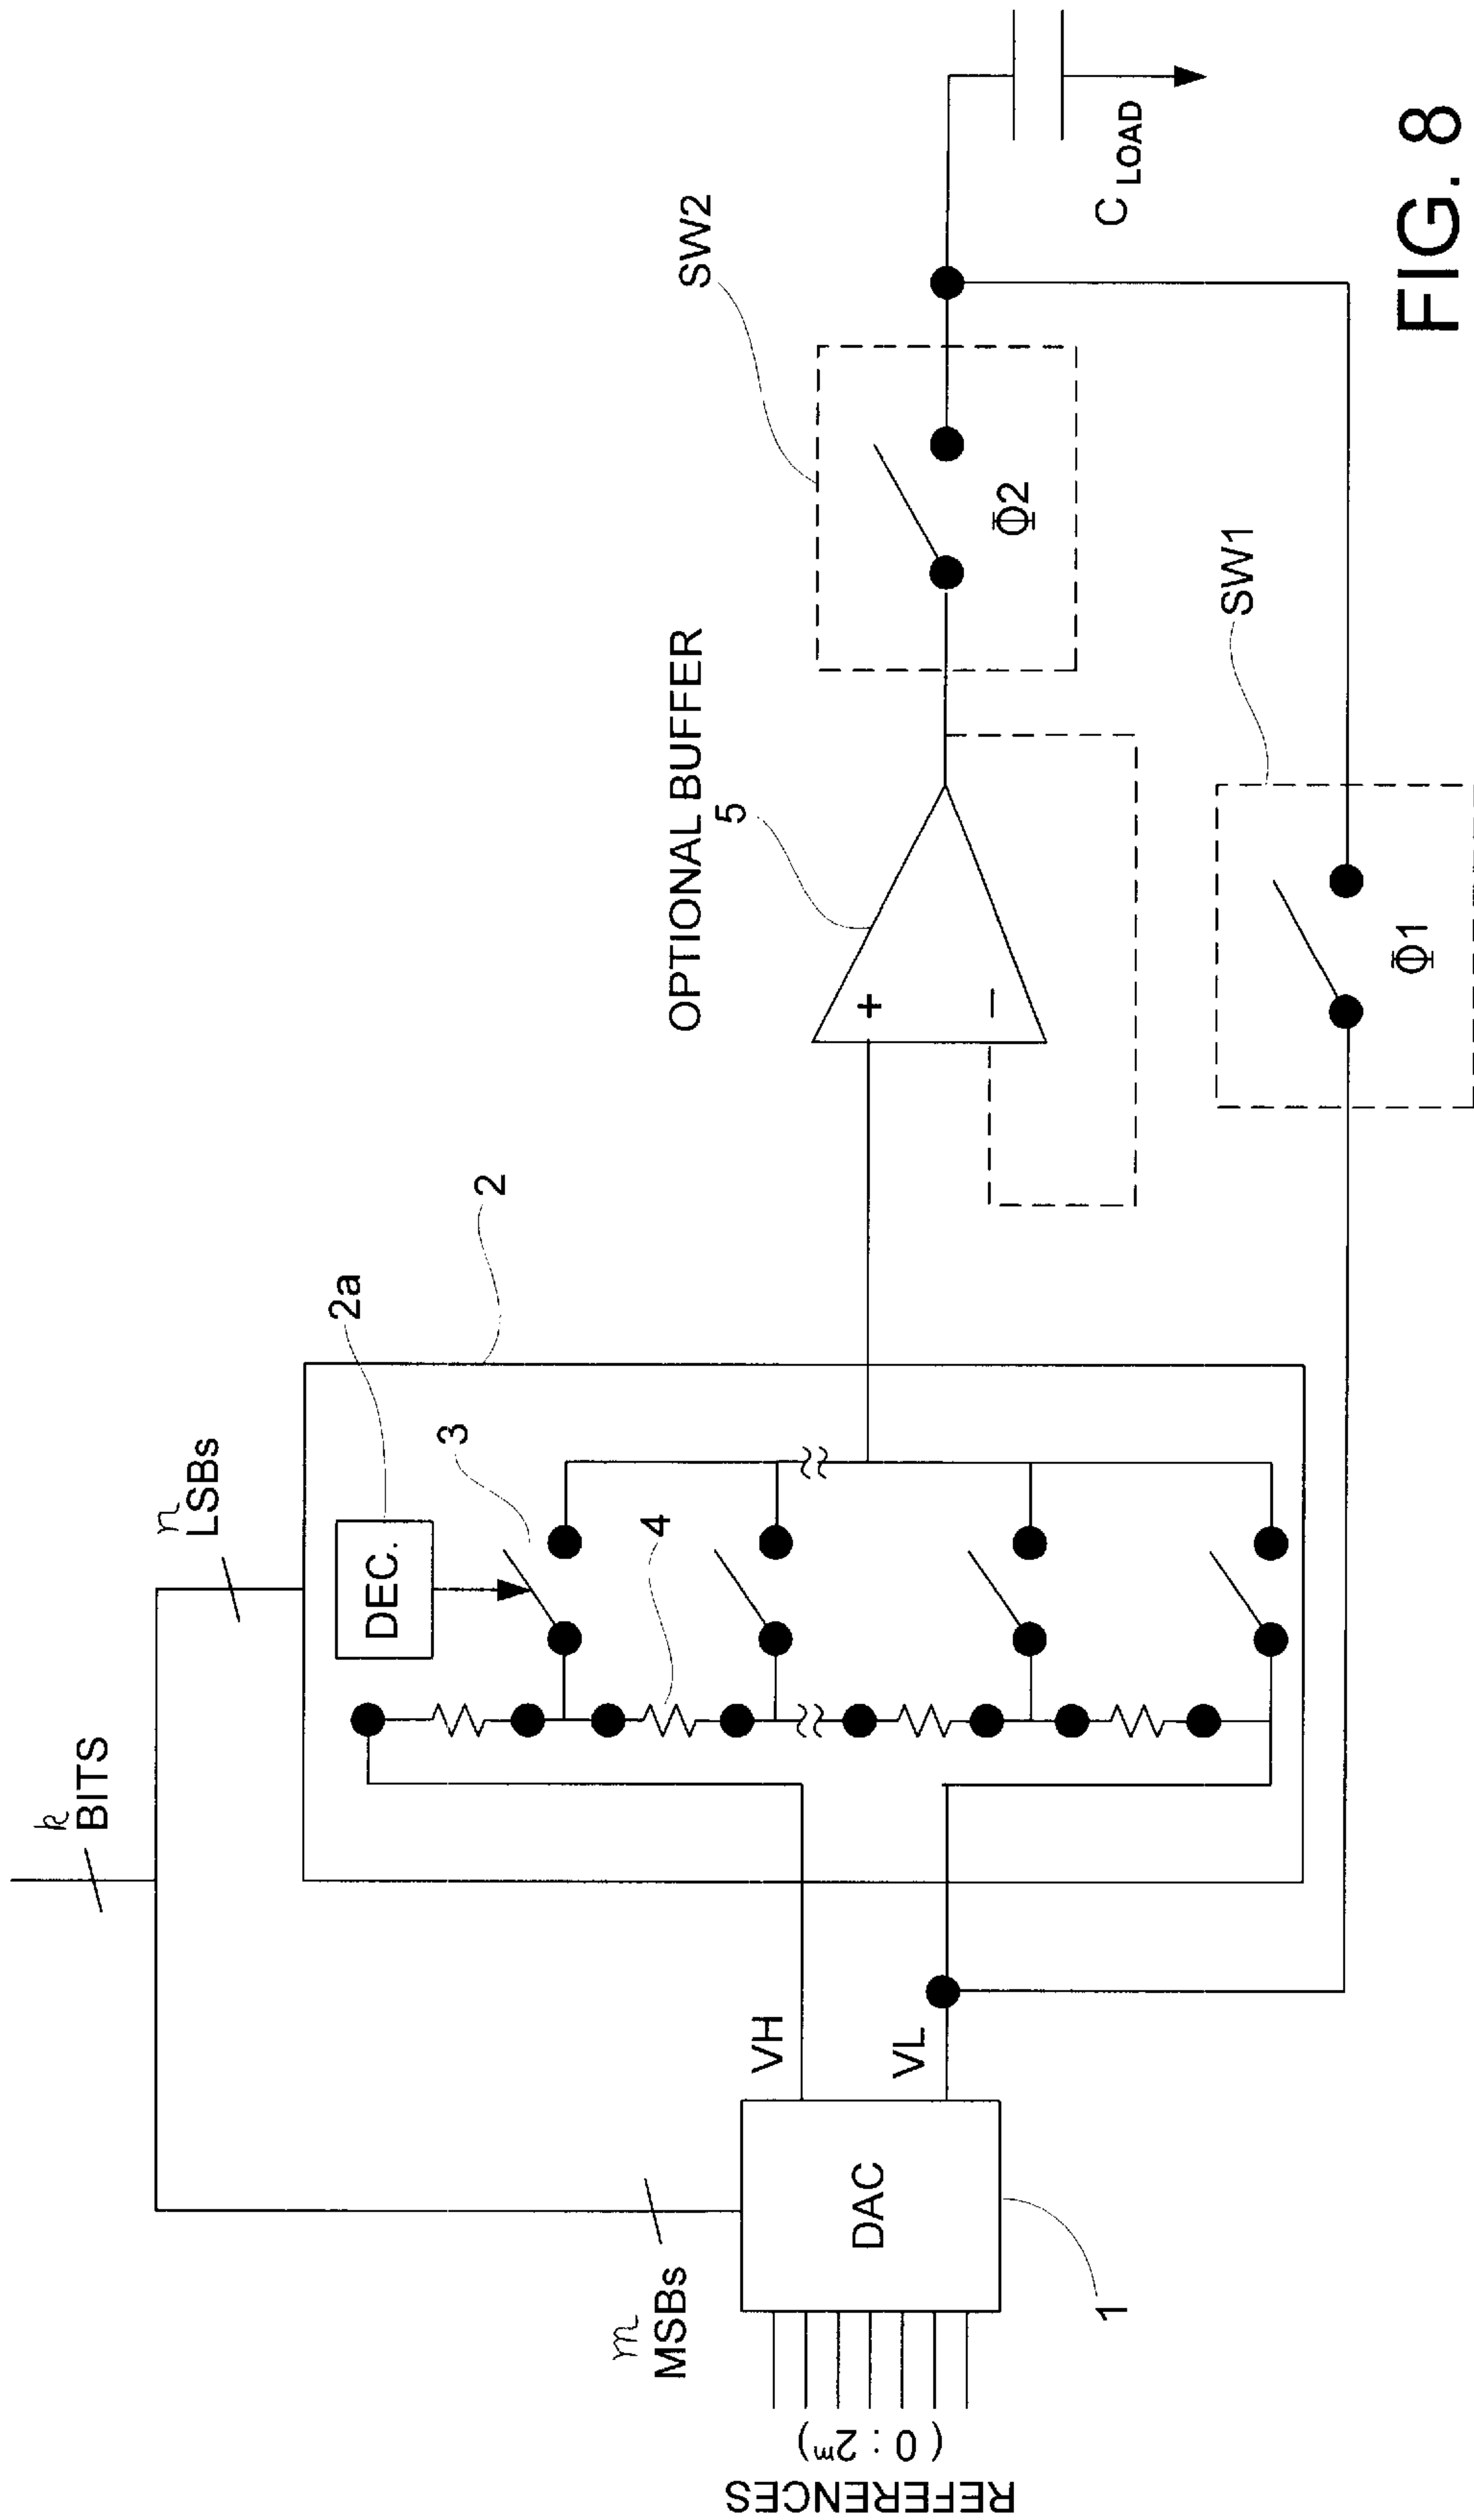 k
BITS
n
LSBs
2a
DEC.
2
3
4
m
MSBs
VH
VL
DAC
1
REFERENCES
(0:2ᵐ)
OPTIONAL BUFFER
5
+
−
SW2
Φ2
SW1
Φ1
C LOAD
FIG. 8